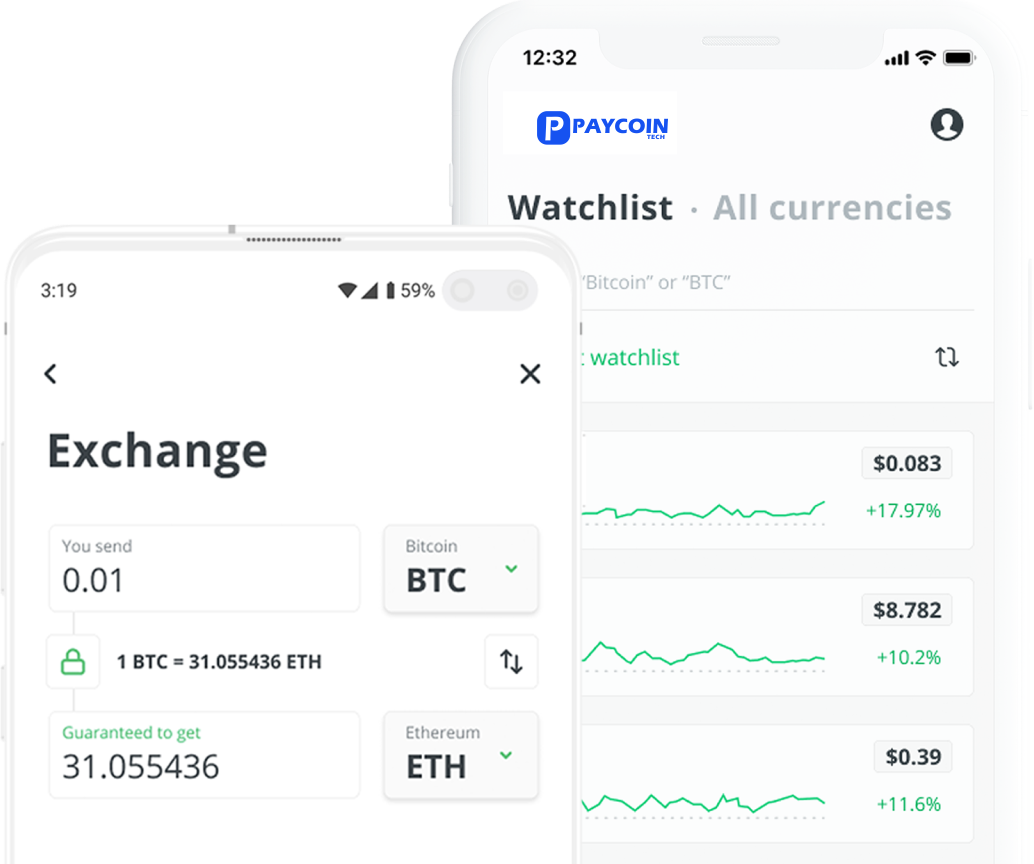 12:32
PAYCOIN
TECH
Watchlist · All currencies
"Bitcoin" or "BTC"
watchlist
$0.083
+17.97%
$8.782
+10.2%
$0.39
+11.6%
3:19
59%
Exchange
You send
0.01
Bitcoin
BTC
1 BTC = 31.055436 ETH
Guaranteed to get
31.055436
Ethereum
ETH